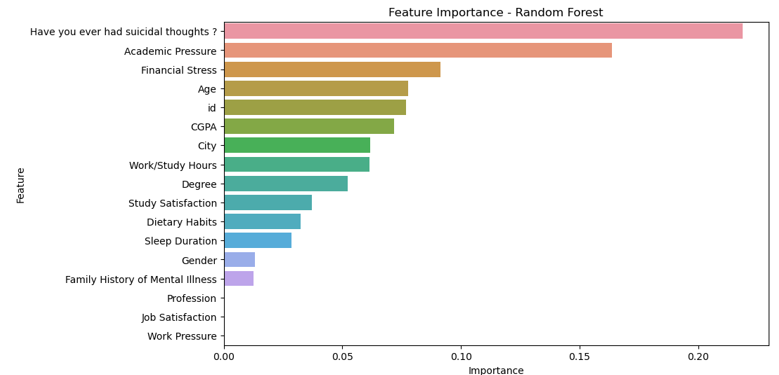 Feature Importance - Random Forest
Have you ever had suicidal thoughts ?
Academic Pressure
Financial Stress
Age
id
CGPA
City
Work/Study Hours
Degree
Study Satisfaction
Dietary Habits
Sleep Duration
Gender
Family History of Mental Illness
Profession
Job Satisfaction
Work Pressure
Feature
0.00 0.05 0.10 0.15 0.20
Importance